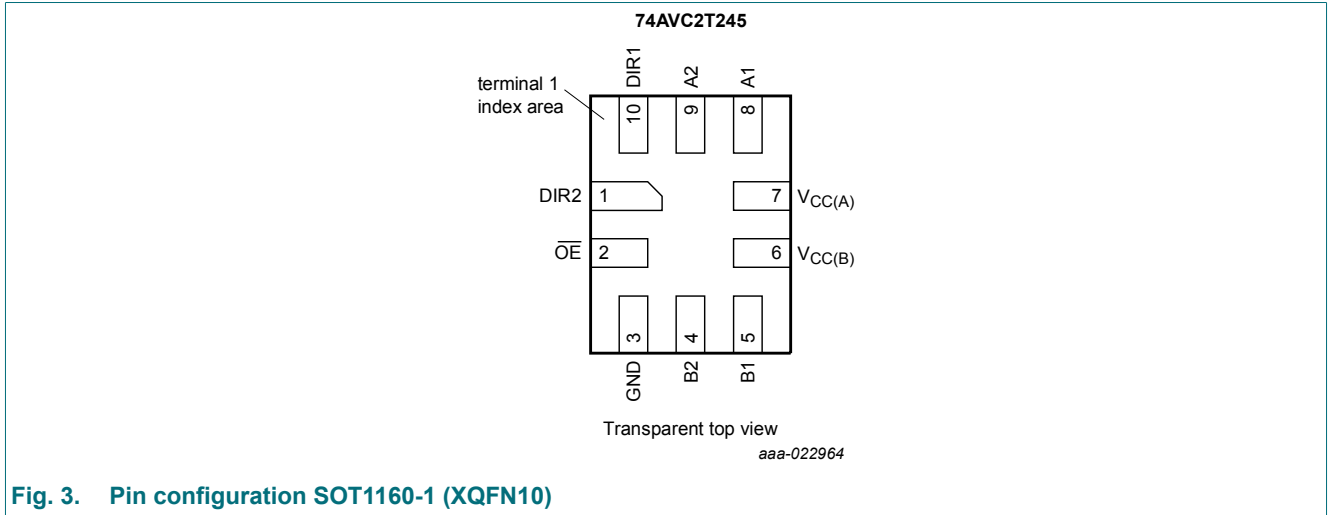 74AVC2T245
DIR1
A2
A1
terminal 1
index area
10
9
8
DIR2
1
7
VCC(A)
OE
2
6
VCC(B)
3
4
5
GND
B2
B1
Transparent top view
aaa-022964
Fig. 3. Pin configuration SOT1160-1 (XQFN10)